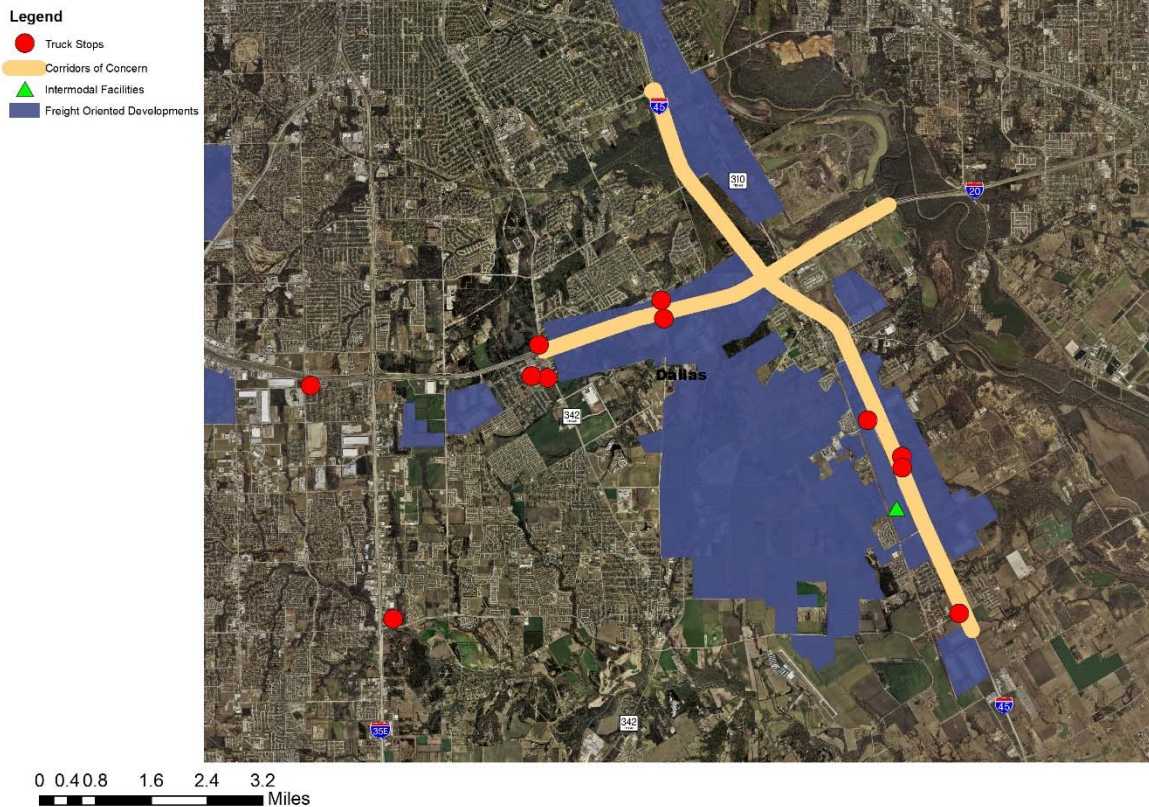 Legend
Truck Stops
Corridors of Concern
Intermodal Facilities
Freight Oriented Developments
45
310
20
Dallas
342
342
45
35E
0 0.4 0.8 1.6 2.4 3.2
Miles